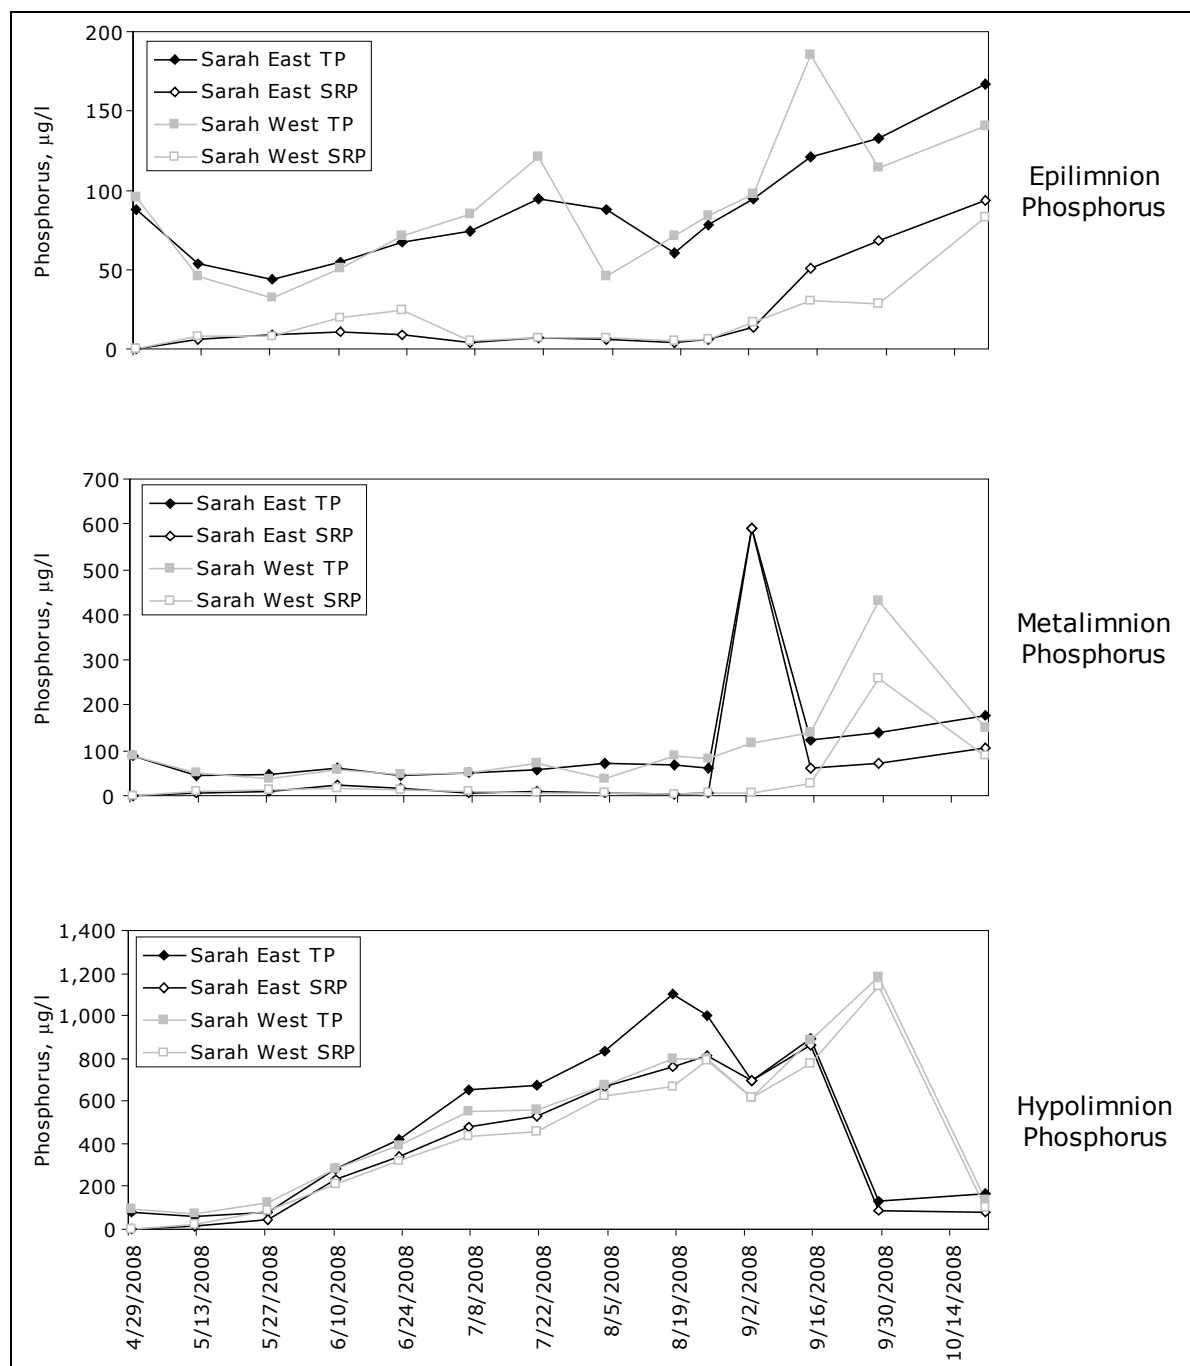 200
150
100
50
0
Phosphorus, µg/l
Sarah East TP
Sarah East SRP
Sarah West TP
Sarah West SRP
Epilimnion
Phosphorus
700
600
500
400
300
200
100
0
Phosphorus, µg/l
Sarah East TP
Sarah East SRP
Sarah West TP
Sarah West SRP
Metalimnion
Phosphorus
1,400
1,200
1,000
800
600
400
200
0
Phosphorus, µg/l
Sarah East TP
Sarah East SRP
Sarah West TP
Sarah West SRP
Hypolimnion
Phosphorus
4/29/2008
5/13/2008
5/27/2008
6/10/2008
6/24/2008
7/8/2008
7/22/2008
8/5/2008
8/19/2008
9/2/2008
9/16/2008
9/30/2008
10/14/2008